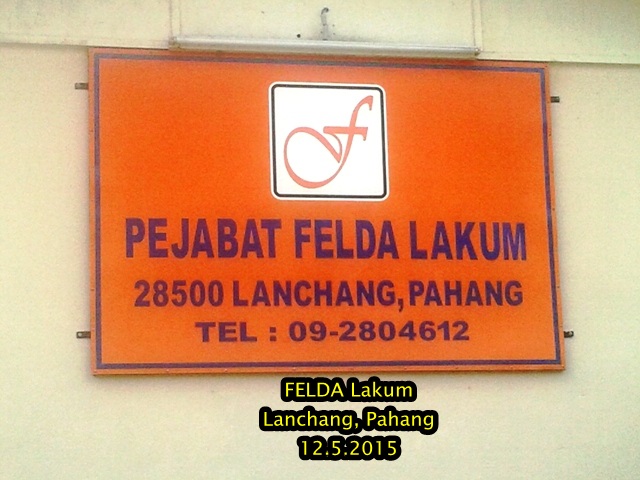 f
PEJABAT FELDA LAKUM
28500 LANCHANG, PAHANG
TEL : 09-2804612
FELDA Lakum
Lanchang, Pahang
12.5:2015